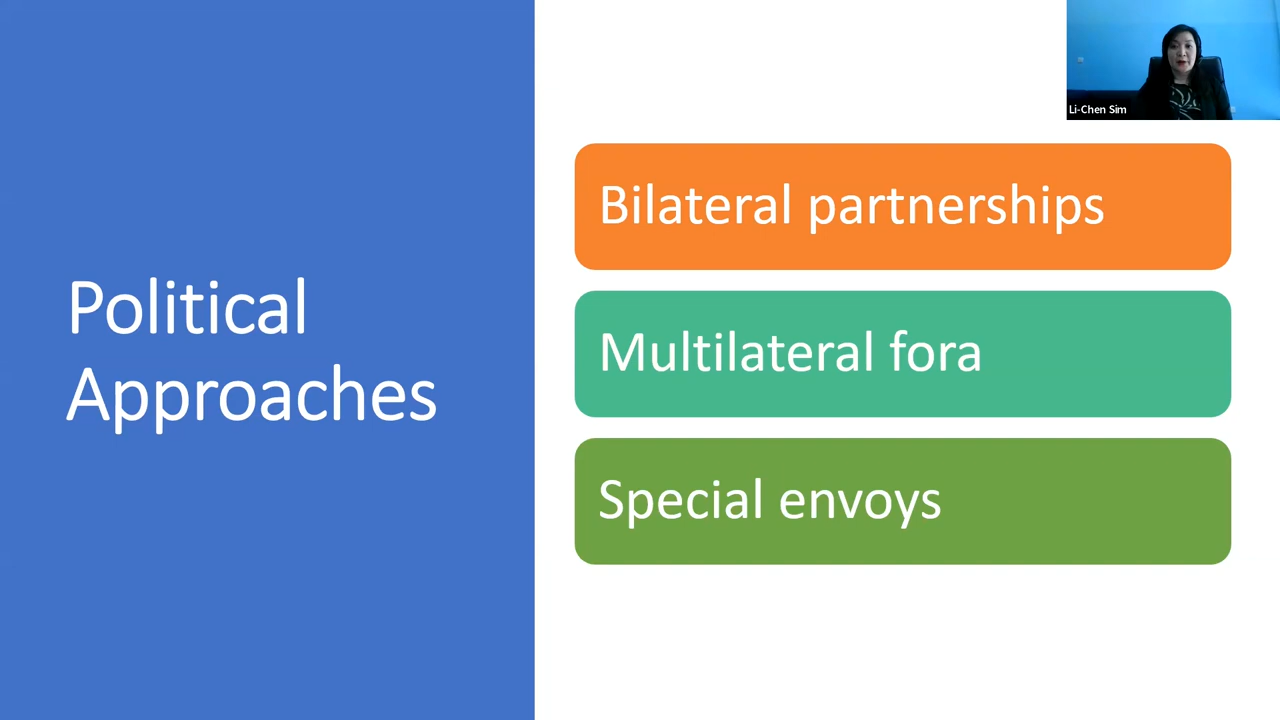 Li-Chen Sim
Political
Approaches
Bilateral partnerships
Multilateral fora
Special envoys